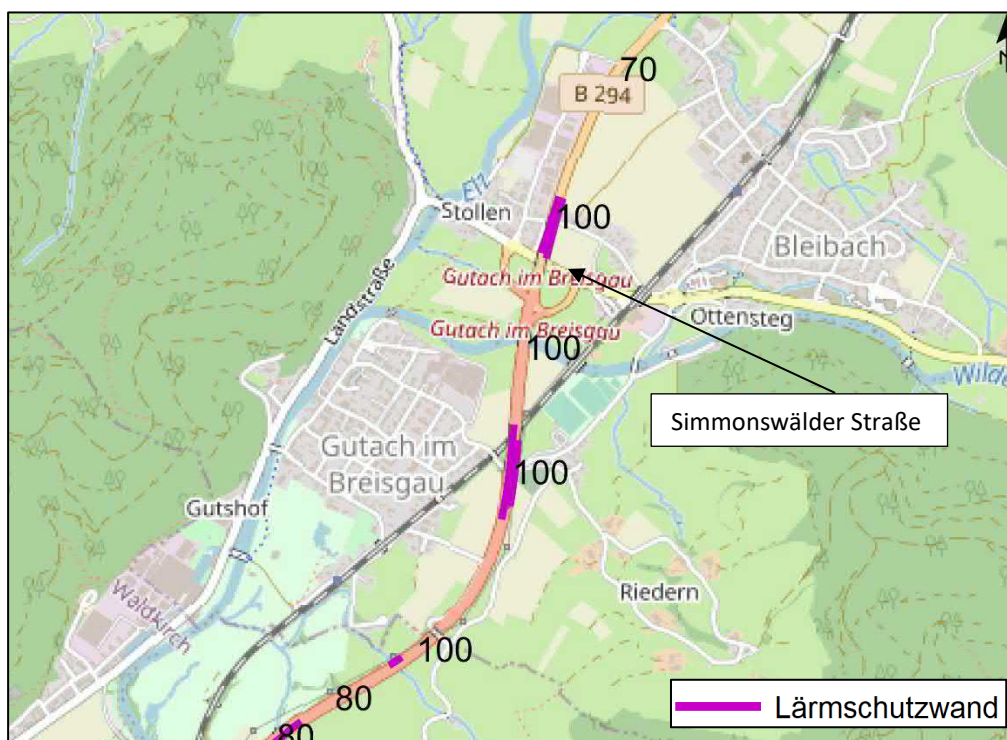 70
B 294
Elz
Stollen
100
Bleibach
Gutach im Breisgau
Landstraße
Ottensteg
Gutach im Breisgau
100
Wilde
Simmonswälder Straße
Gutach im
Breisgau
100
Gutshof
Riedern
Waldkirch
100
80
80
Lärmschutzwand